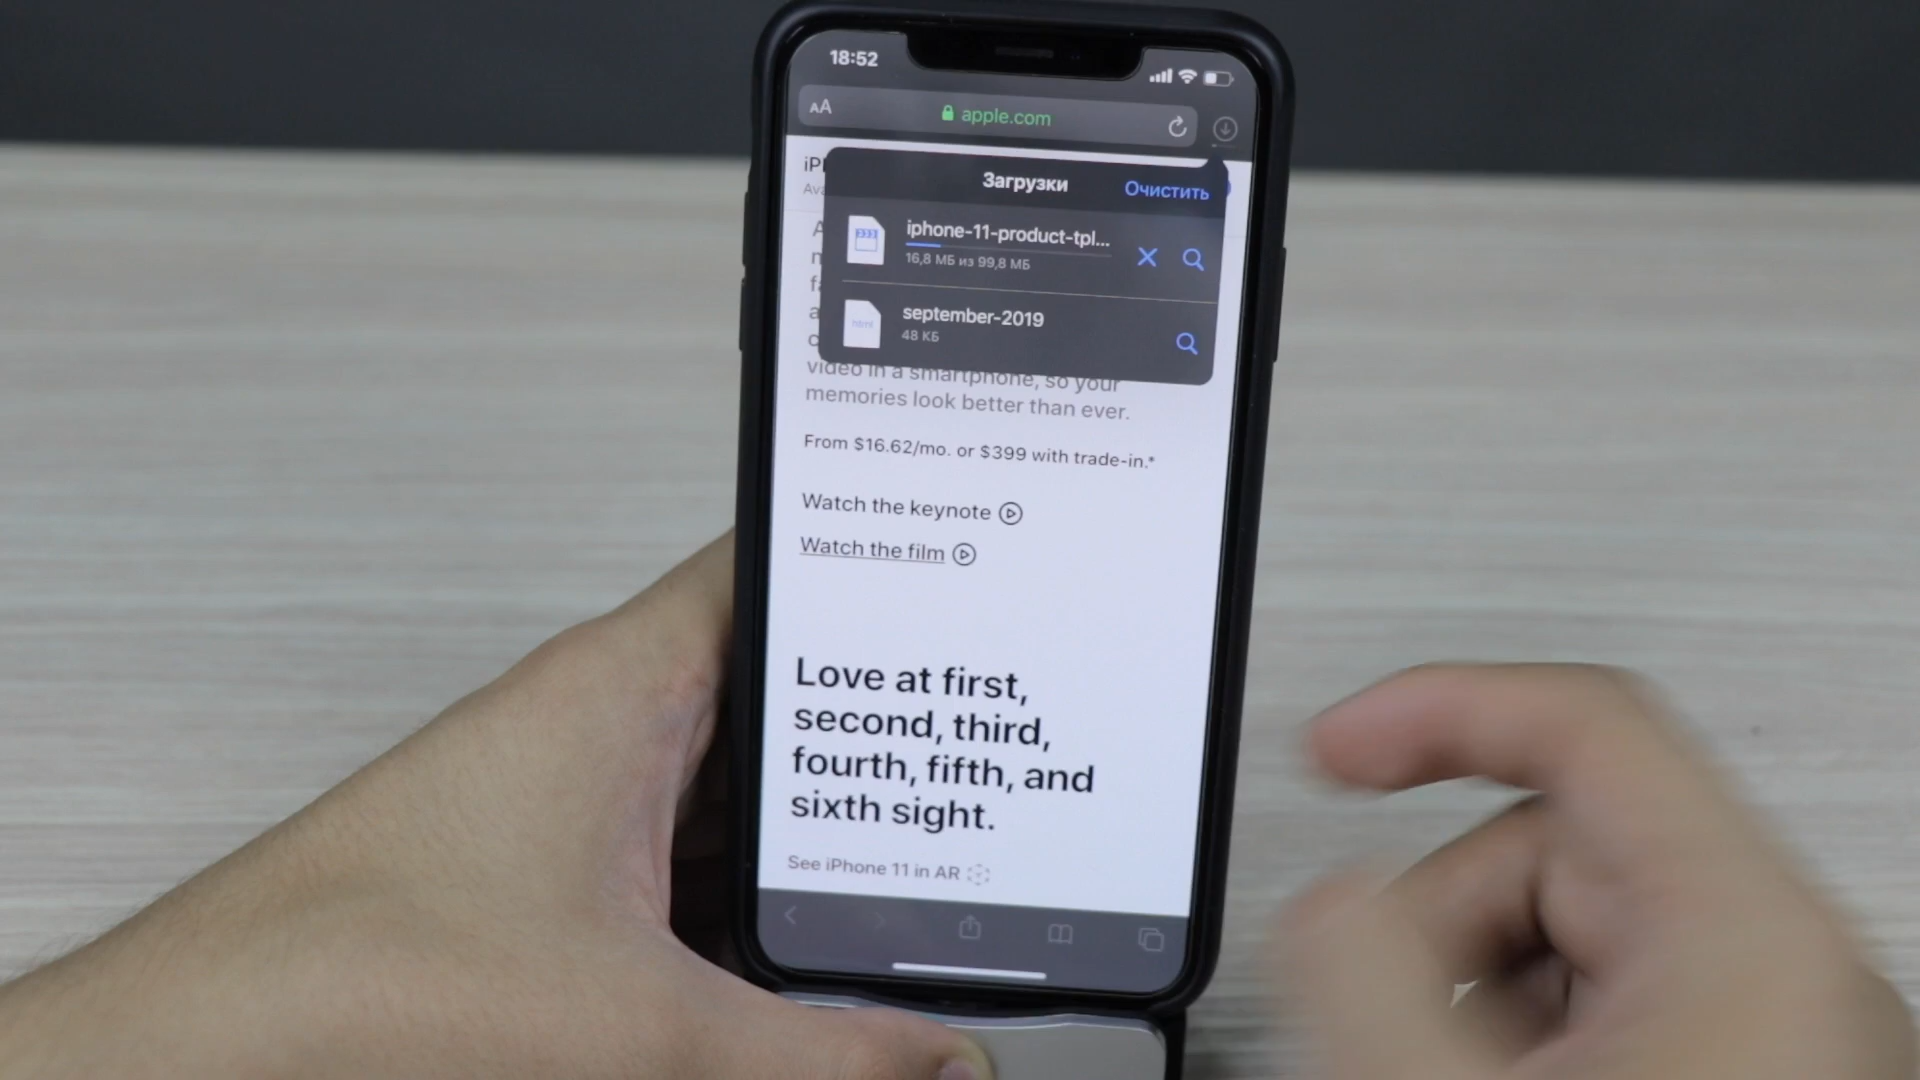 18:52
AA
apple.com
Загрузки
Очистить
iphone-11-product-tpl...
16,8 МБ из 99,8 МБ
html
september-2019
48 КБ
video in a smartphone, so your
memories look better than ever.
From $16.62/mo. or $399 with trade-in.*
Watch the keynote
Watch the film
Love at first,
second, third,
fourth, fifth, and
sixth sight.
See iPhone 11 in AR